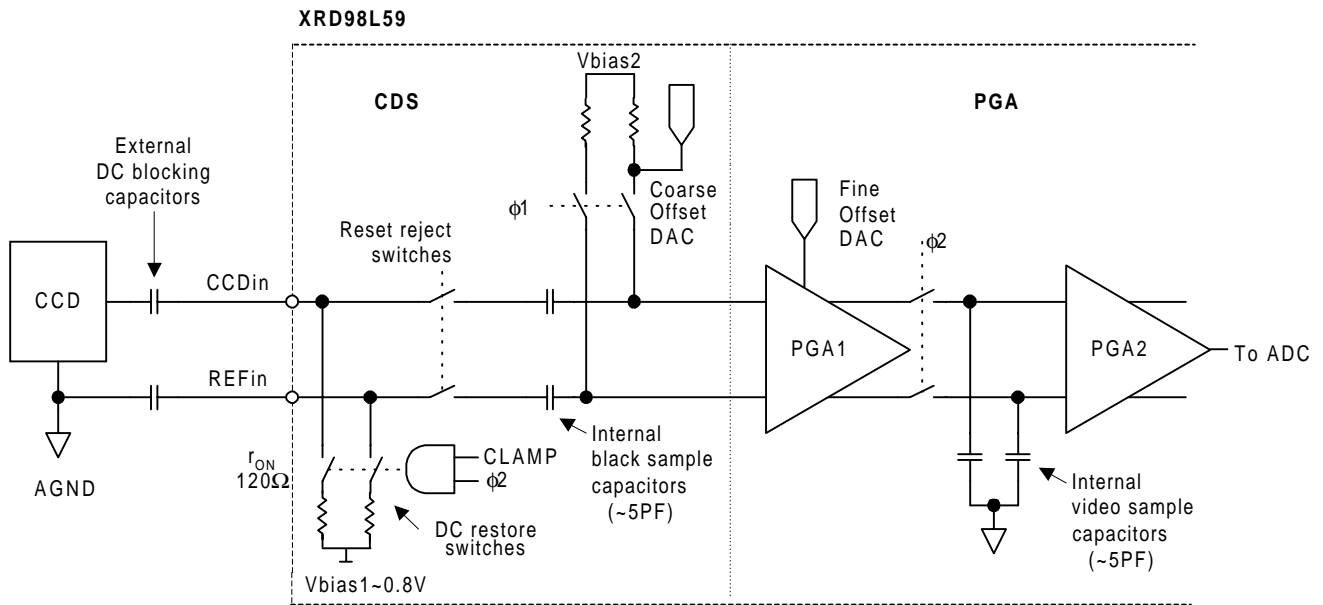 XRD98L59
Vbias2
CDS
PGA
External
DC blocking
capacitors
ϕ1
Coarse
Offset
DAC
Fine
Offset
DAC
ϕ2
Reset reject
switches
CCDin
CCD
PGA1
PGA2
To ADC
REFin
rON
120Ω
CLAMP
ϕ2
AGND
Internal
black sample
capacitors
(~5PF)
Internal
video sample
capacitors
(~5PF)
DC restore
switches
Vbias1~0.8V